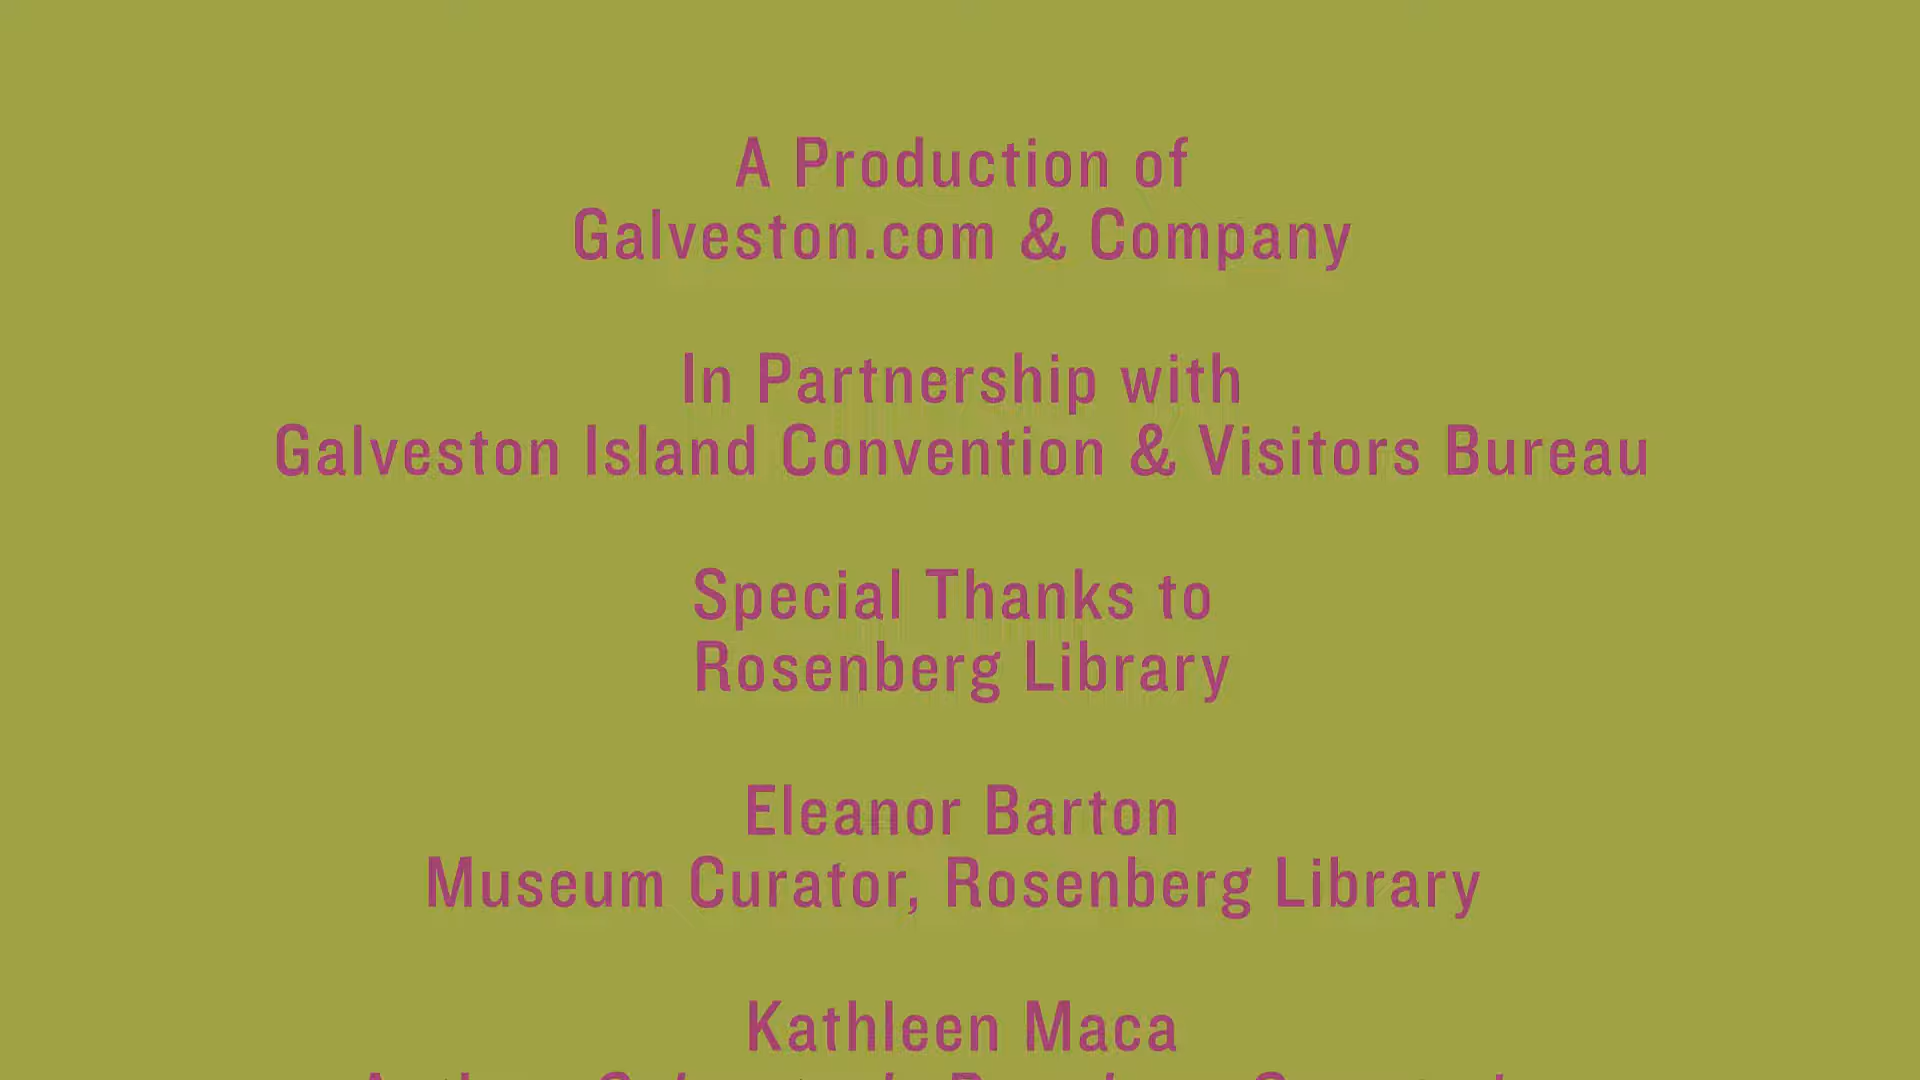 A Production of
Galveston.com & Company
In Partnership with
Galveston Island Convention & Visitors Bureau
Special Thanks to
Rosenberg Library
Eleanor Barton
Museum Curator, Rosenberg Library
Kathleen Maca